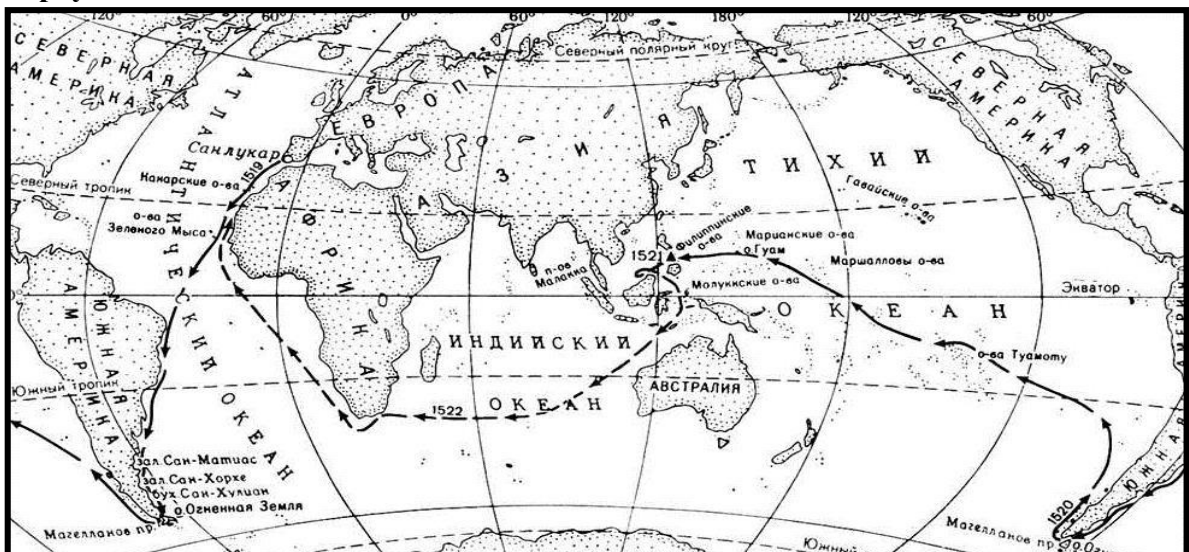 120°
60°
0°
60°
120°
180°
120°
60°
СЕВЕРНАЯ
АМЕРИКА
АТЛАНТИЧЕСКИЙ ОКЕАН
ЕВРОПА
АЗИЯ
Северный полярный круг
СЕВЕРНАЯ
АМЕРИКА
Санлукар
1519
Канарские о-ва
Северный тропик
о-ва
Зеленого Мыса
АФРИКА
ТИХИЙ
Гавайские о-ва
Филиппинские
о-ва
1521
Марианские о-ва
о.Гуам
Маршалловы о-ва
п-ов
Малакка
Молуккские о-ва
Экватор
ОКЕАН
ИНДИЙСКИЙ
ОКЕАН
1522
о-ва Туамоту
АВСТРАЛИЯ
ЮЖНАЯ
АМЕРИКА
Южный тропик
зал.Сан-Матиас
зал.Сан-Хорхе
бух.Сан-Хулиан
о.Огненная Земля
Магелланов пр.
1520
Магелланов пр.
о.Огн
ЮЖНАЯ
АМЕРИ
Южный